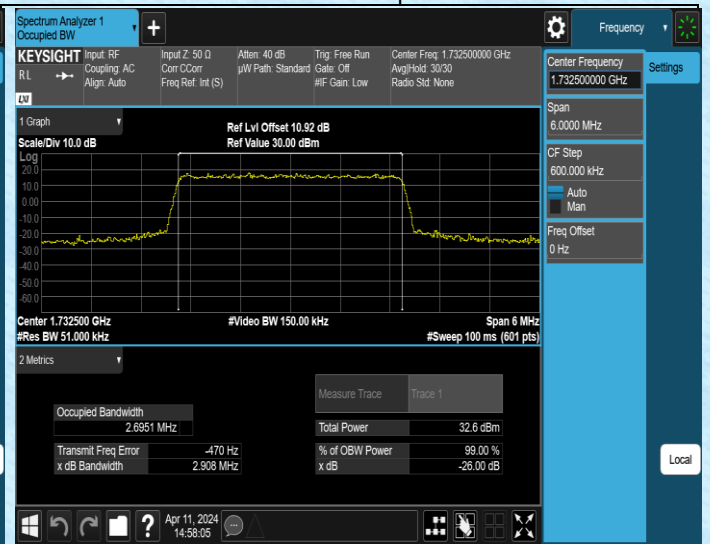 Spectrum Analyzer 1
Occupied BW
+
Frequency
KEYSIGHT
R L
LXI
Input: RF
Coupling: AC
Align: Auto
Input Z: 50 Ω
Corr CCorr
Freq Ref: Int (S)
Atten: 40 dB
µW Path: Standard
Trig: Free Run
Gate: Off
#IF Gain: Low
Center Freq: 1.732500000 GHz
Avg|Hold: 30/30
Radio Std: None
Center Frequency
1.732500000 GHz
Settings
Span
6.0000 MHz
CF Step
600.000 kHz
Auto
Man
Freq Offset
0 Hz
1 Graph
Scale/Div 10.0 dB
Ref Lvl Offset 10.92 dB
Ref Value 30.00 dBm
Log
20.0
10.0
0.00
-10.0
-20.0
-30.0
-40.0
-50.0
-60.0
Center 1.732500 GHz
#Res BW 51.000 kHz
#Video BW 150.00 kHz
Span 6 MHz
#Sweep 100 ms (601 pts)
2 Metrics
Measure Trace Trace 1
Occupied Bandwidth
2.6951 MHz
Total Power 32.6 dBm
Transmit Freq Error -470 Hz
x dB Bandwidth 2.908 MHz
% of OBW Power 99.00 %
x dB -26.00 dB
Local
?
Apr 11, 2024
14:58:05